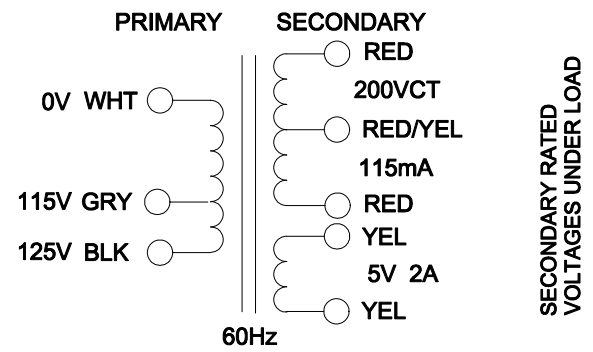 PRIMARY
SECONDARY
0V WHT
115V GRY
125V BLK
RED
200VCT
RED/YEL
115mA
RED
YEL
5V 2A
YEL
60Hz
SECONDARY RATED
VOLTAGES UNDER LOAD